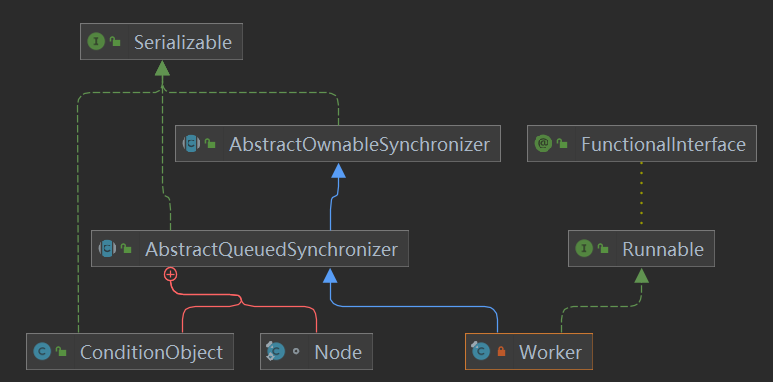 Serializable
AbstractOwnableSynchronizer
FunctionalInterface
AbstractQueuedSynchronizer
Runnable
ConditionObject
Node
Worker